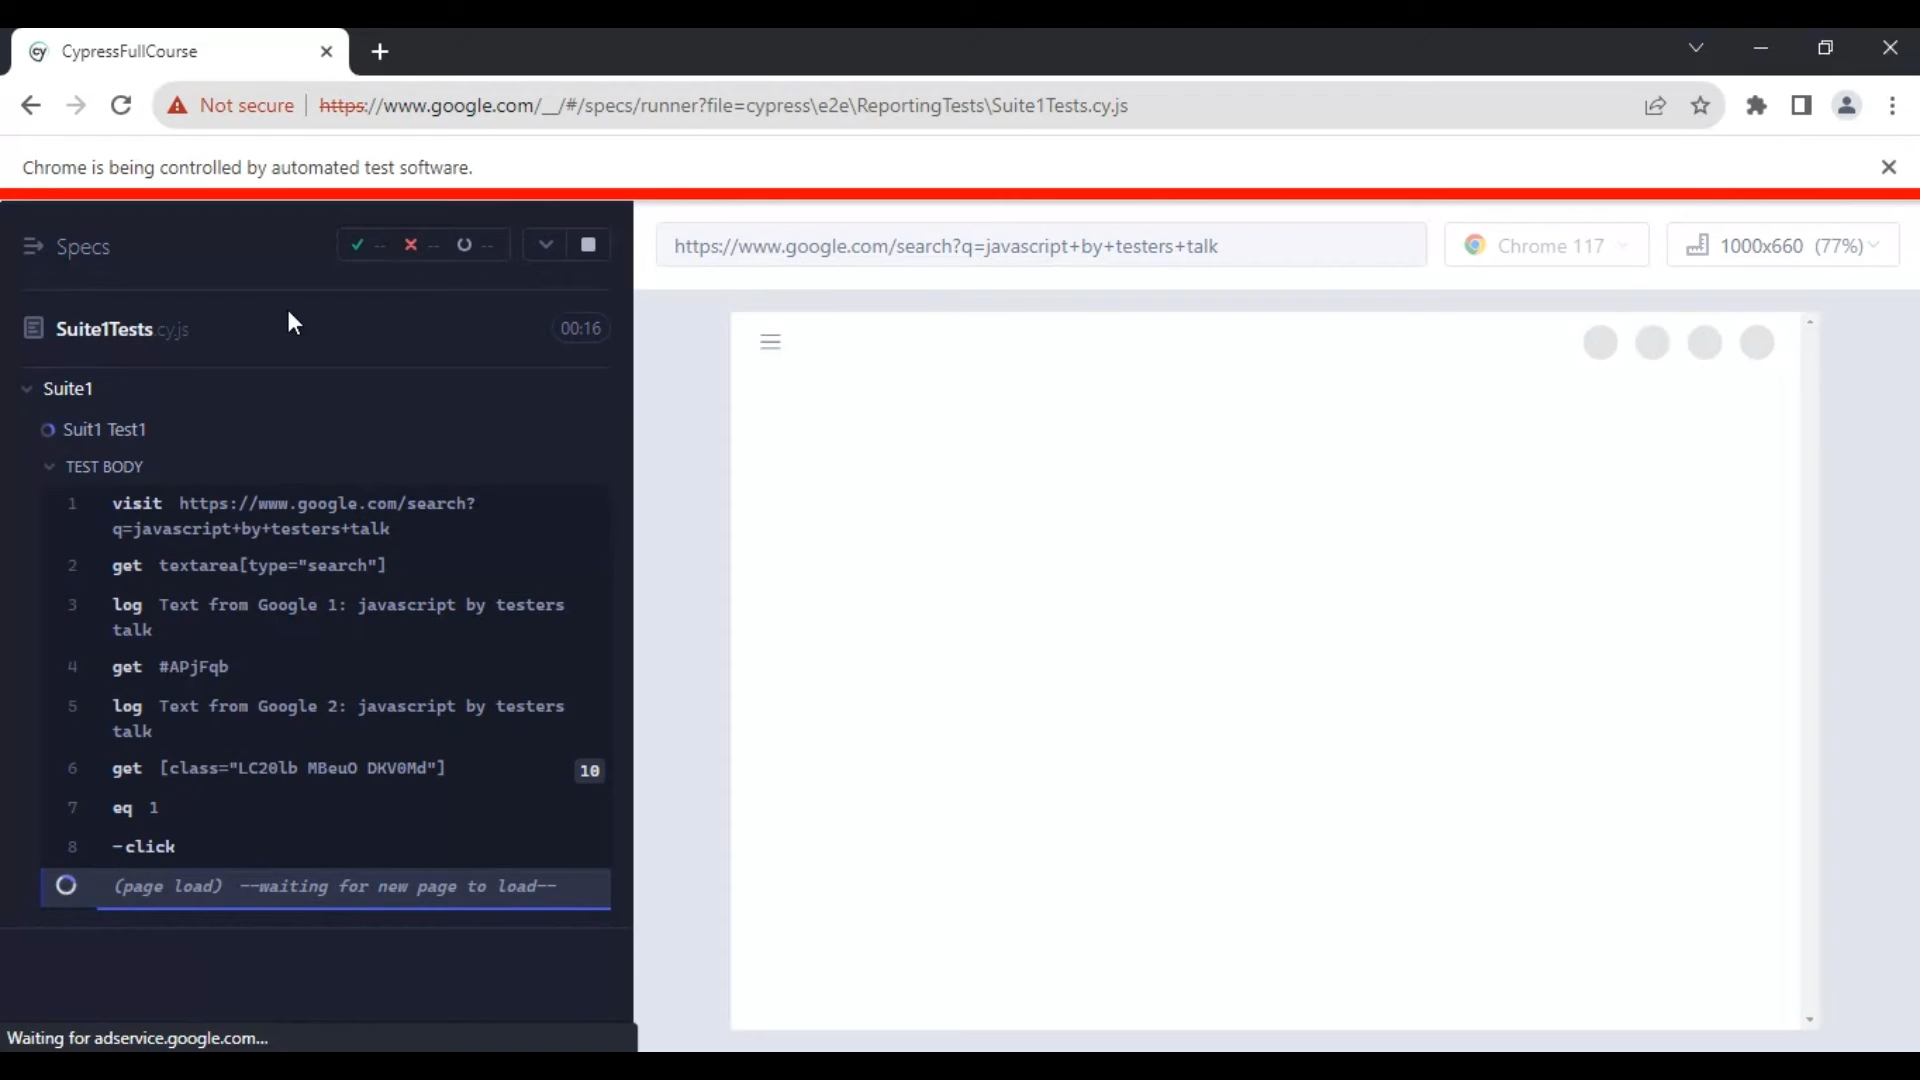 CypressFullCourse
Not secure https://www.google.com/__/#/specs/runner?file=cypress\e2e\ReportingTests\Suite1Tests.cy.js
Chrome is being controlled by automated test software.
Specs -- -- --
https://www.google.com/search?q=javascript+by+testers+talk Chrome 117 1000x660 (77%)
Suite1Tests.cy.js 00:16
Suite1
Suit1 Test1
TEST BODY
1 visit https://www.google.com/search?
q=javascript+by+testers+talk
2 get textarea[type="search"]
3 log Text from Google 1: javascript by testers
talk
4 get #APjFqb
5 log Text from Google 2: javascript by testers
talk
6 get [class="LC20lb MBeuO DKV0Md"] 10
7 eq 1
8 -click
(page load) --waiting for new page to load--
Waiting for adservice.google.com...